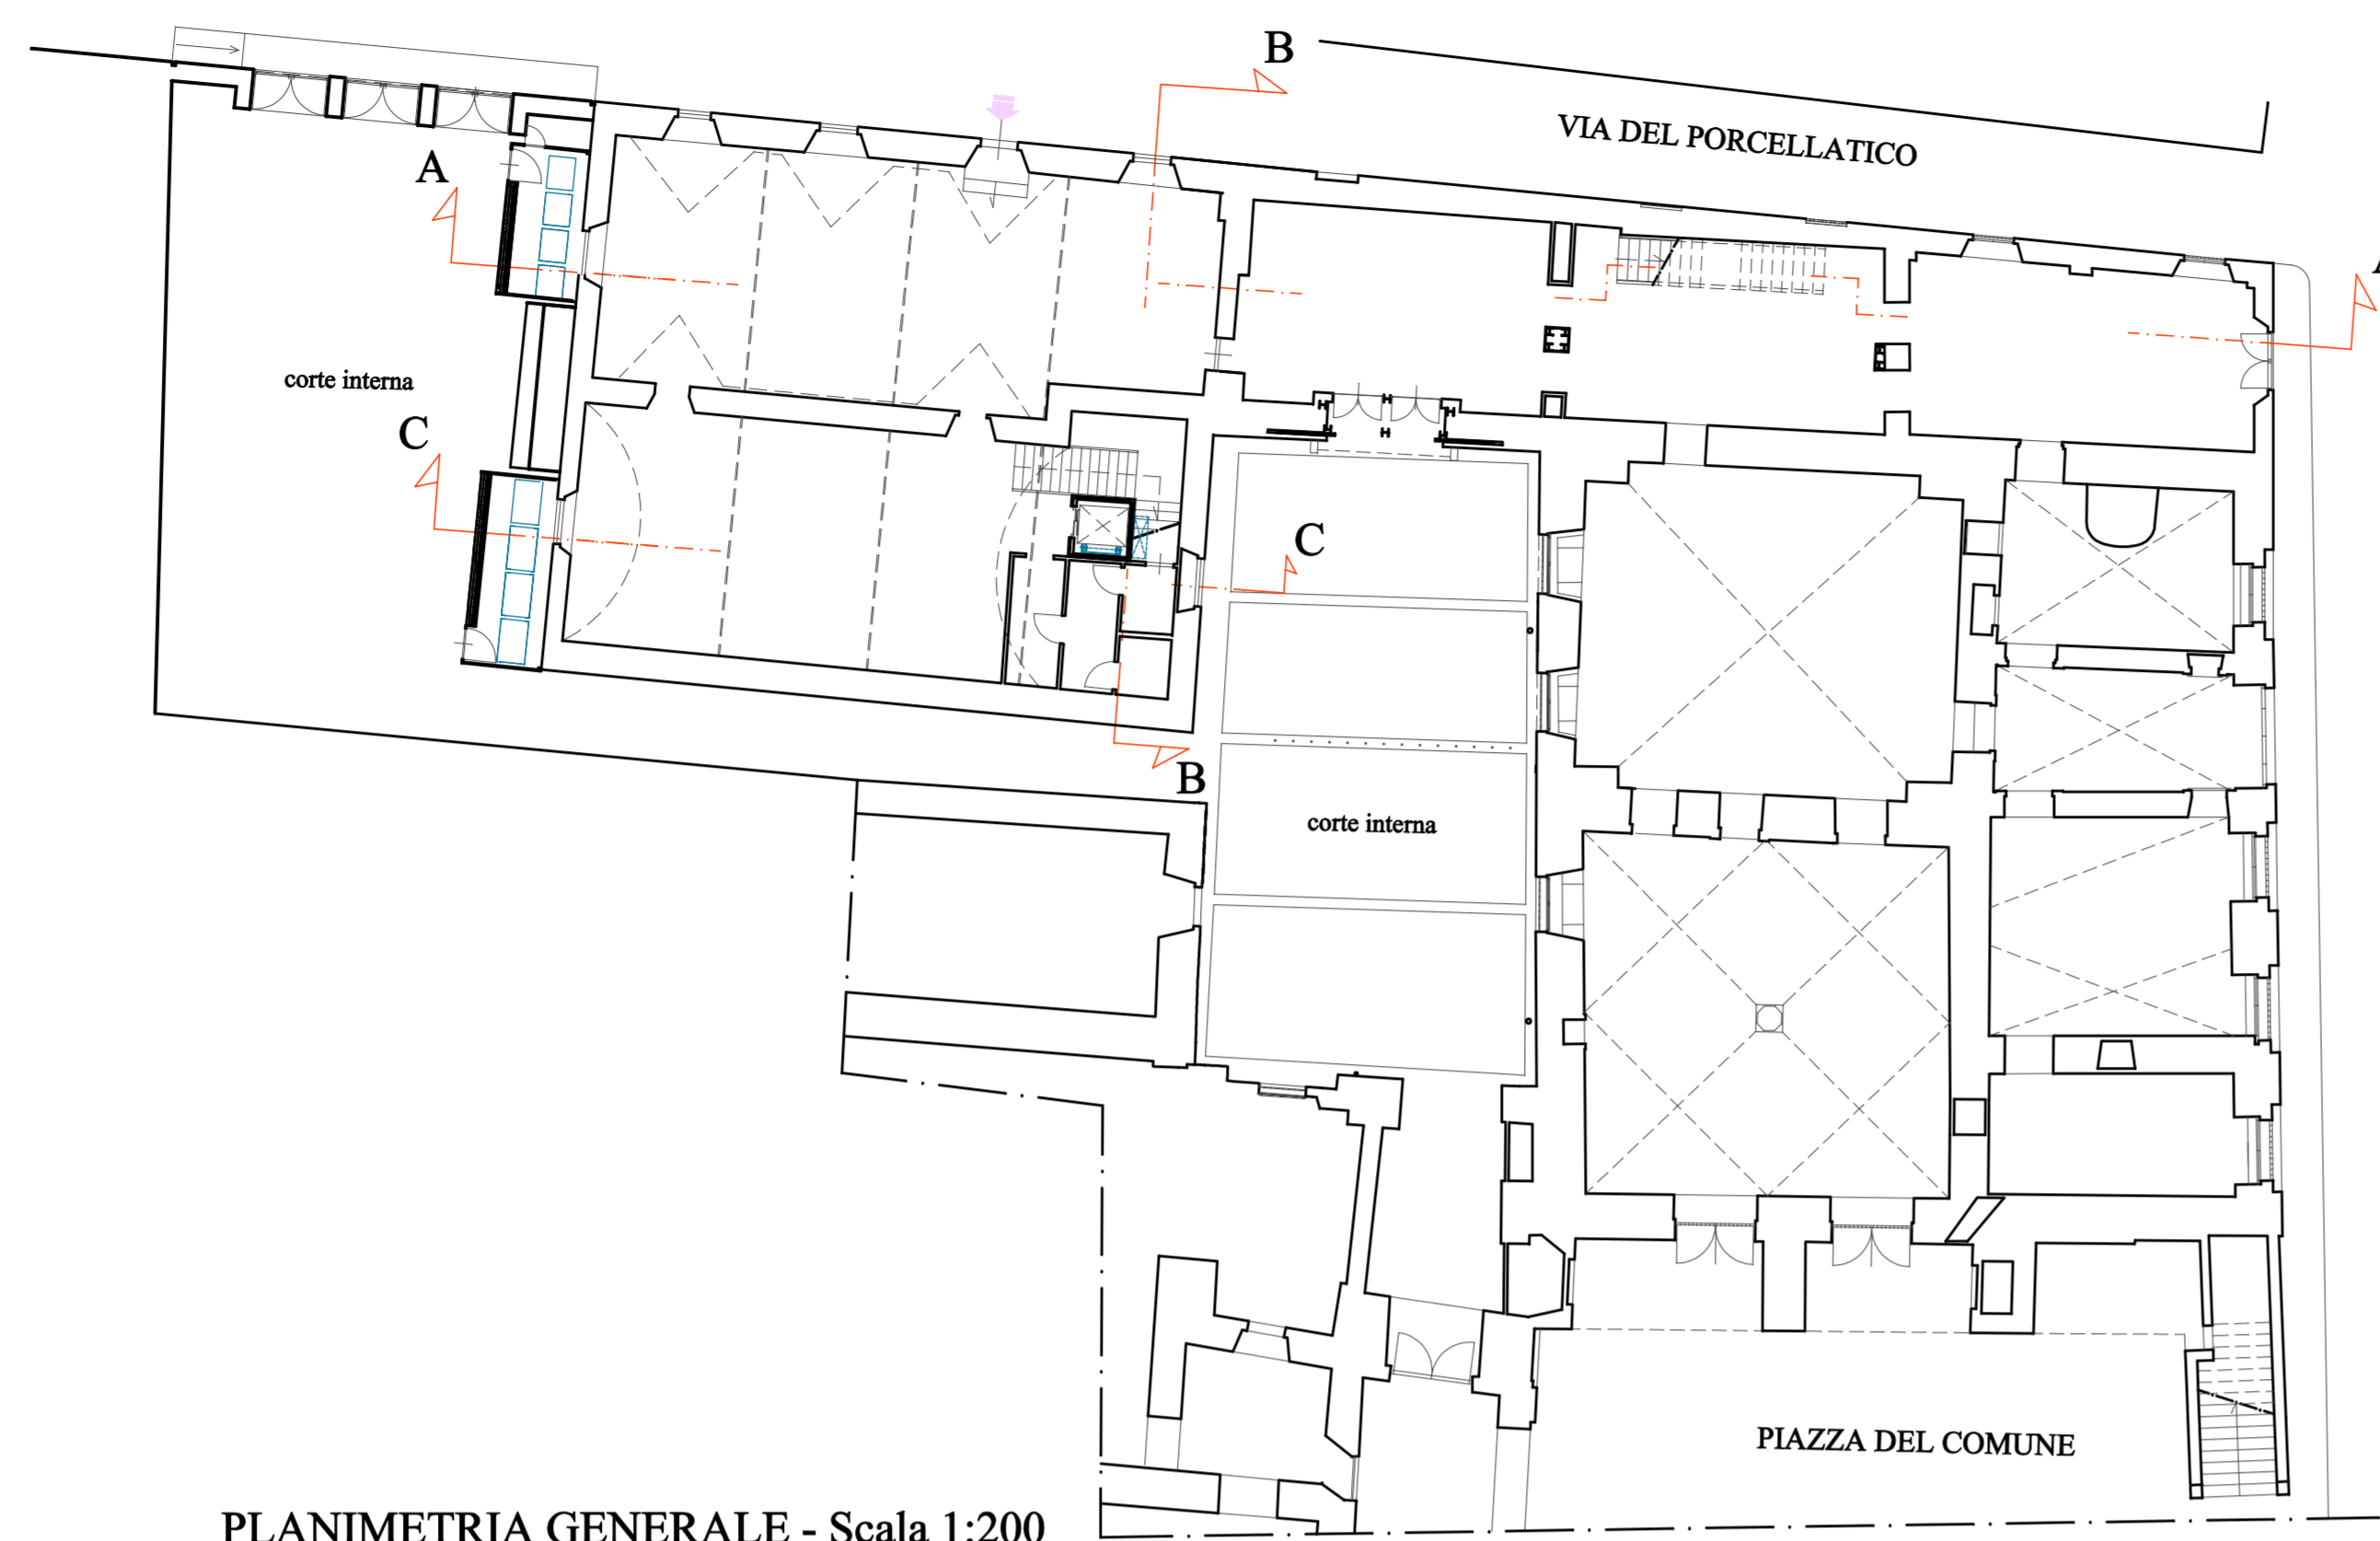 B
VIA DEL PORCELLATICO
A
corte interna
C
C
B
corte interna
PIAZZA DEL COMUNE
PLANIMETRIA GENERALE - Scala 1:200